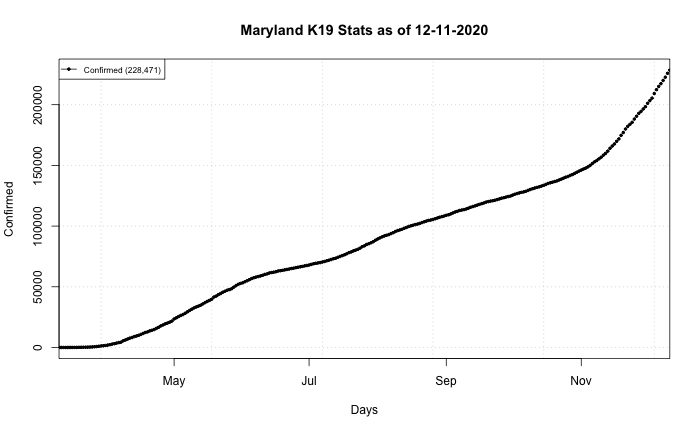 Maryland K19 Stats as of 12-11-2020
Confirmed (228,471)
Confirmed
200000
150000
100000
50000
0
May Jul Sep Nov
Days